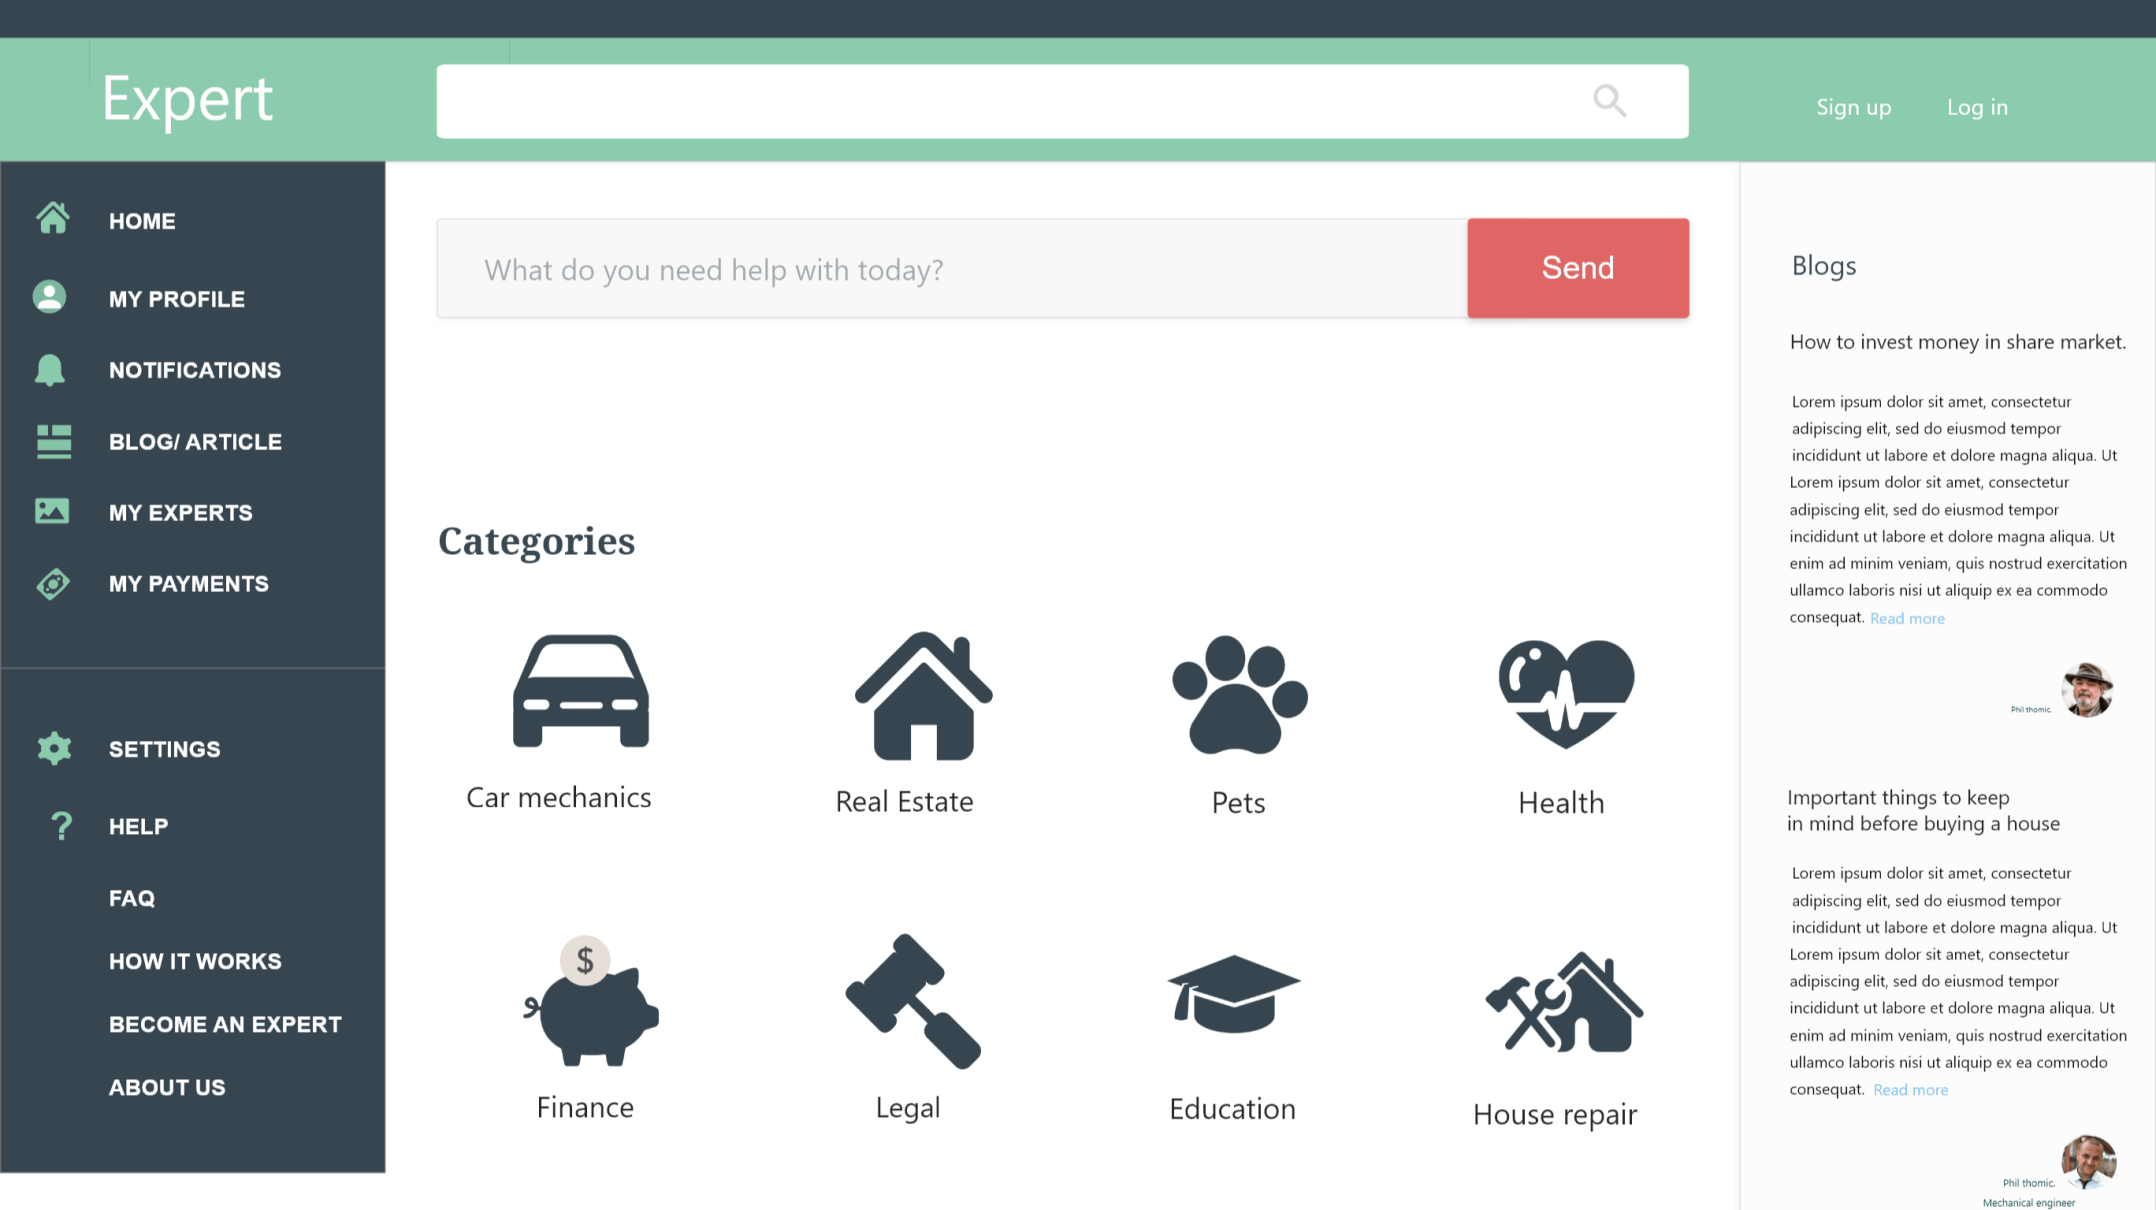 Expert
Sign up
Log in
HOME
MY PROFILE
NOTIFICATIONS
BLOG/ ARTICLE
MY EXPERTS
MY PAYMENTS
SETTINGS
?
HELP
FAQ
HOW IT WORKS
BECOME AN EXPERT
ABOUT US
What do you need help with today?
Send
Categories
Car mechanics
Real Estate
Pets
Health
$
Finance
Legal
Education
House repair
Blogs
How to invest money in share market.
Lorem ipsum dolor sit amet, consectetur
adipiscing elit, sed do eiusmod tempor
incididunt ut labore et dolore magna aliqua. Ut
Lorem ipsum dolor sit amet, consectetur
adipiscing elit, sed do eiusmod tempor
incididunt ut labore et dolore magna aliqua. Ut
enim ad minim veniam, quis nostrud exercitation
ullamco laboris nisi ut aliquip ex ea commodo
consequat. Read more
Phil thomic.
Important things to keep
in mind before buying a house
Lorem ipsum dolor sit amet, consectetur
adipiscing elit, sed do eiusmod tempor
incididunt ut labore et dolore magna aliqua. Ut
Lorem ipsum dolor sit amet, consectetur
adipiscing elit, sed do eiusmod tempor
incididunt ut labore et dolore magna aliqua. Ut
enim ad minim veniam, quis nostrud exercitation
ullamco laboris nisi ut aliquip ex ea commodo
consequat. Read more
Phil thomic.
Mechanical engineer